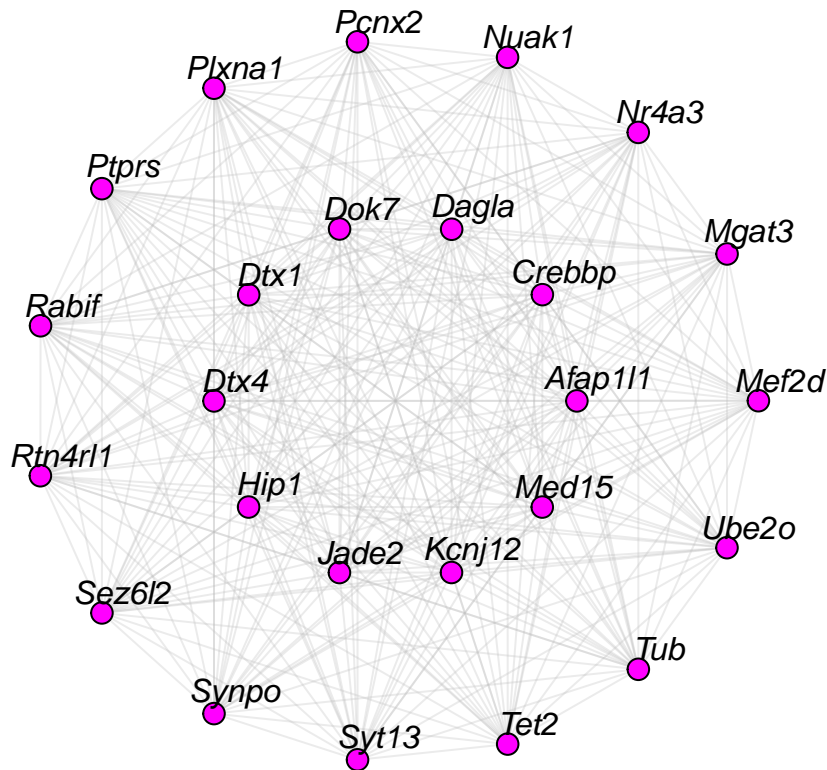 Pcnx2
Nuak1
Plxna1
Nr4a3
Ptprs
Dok7
Dagla
Mgat3
Dtx1
Crebbp
Rabif
Dtx4
Afap1l1
Mef2d
Rtn4rl1
Hip1
Med15
Ube2o
Jade2
Kcnj12
Sez6l2
Tub
Synpo
Syt13
Tet2